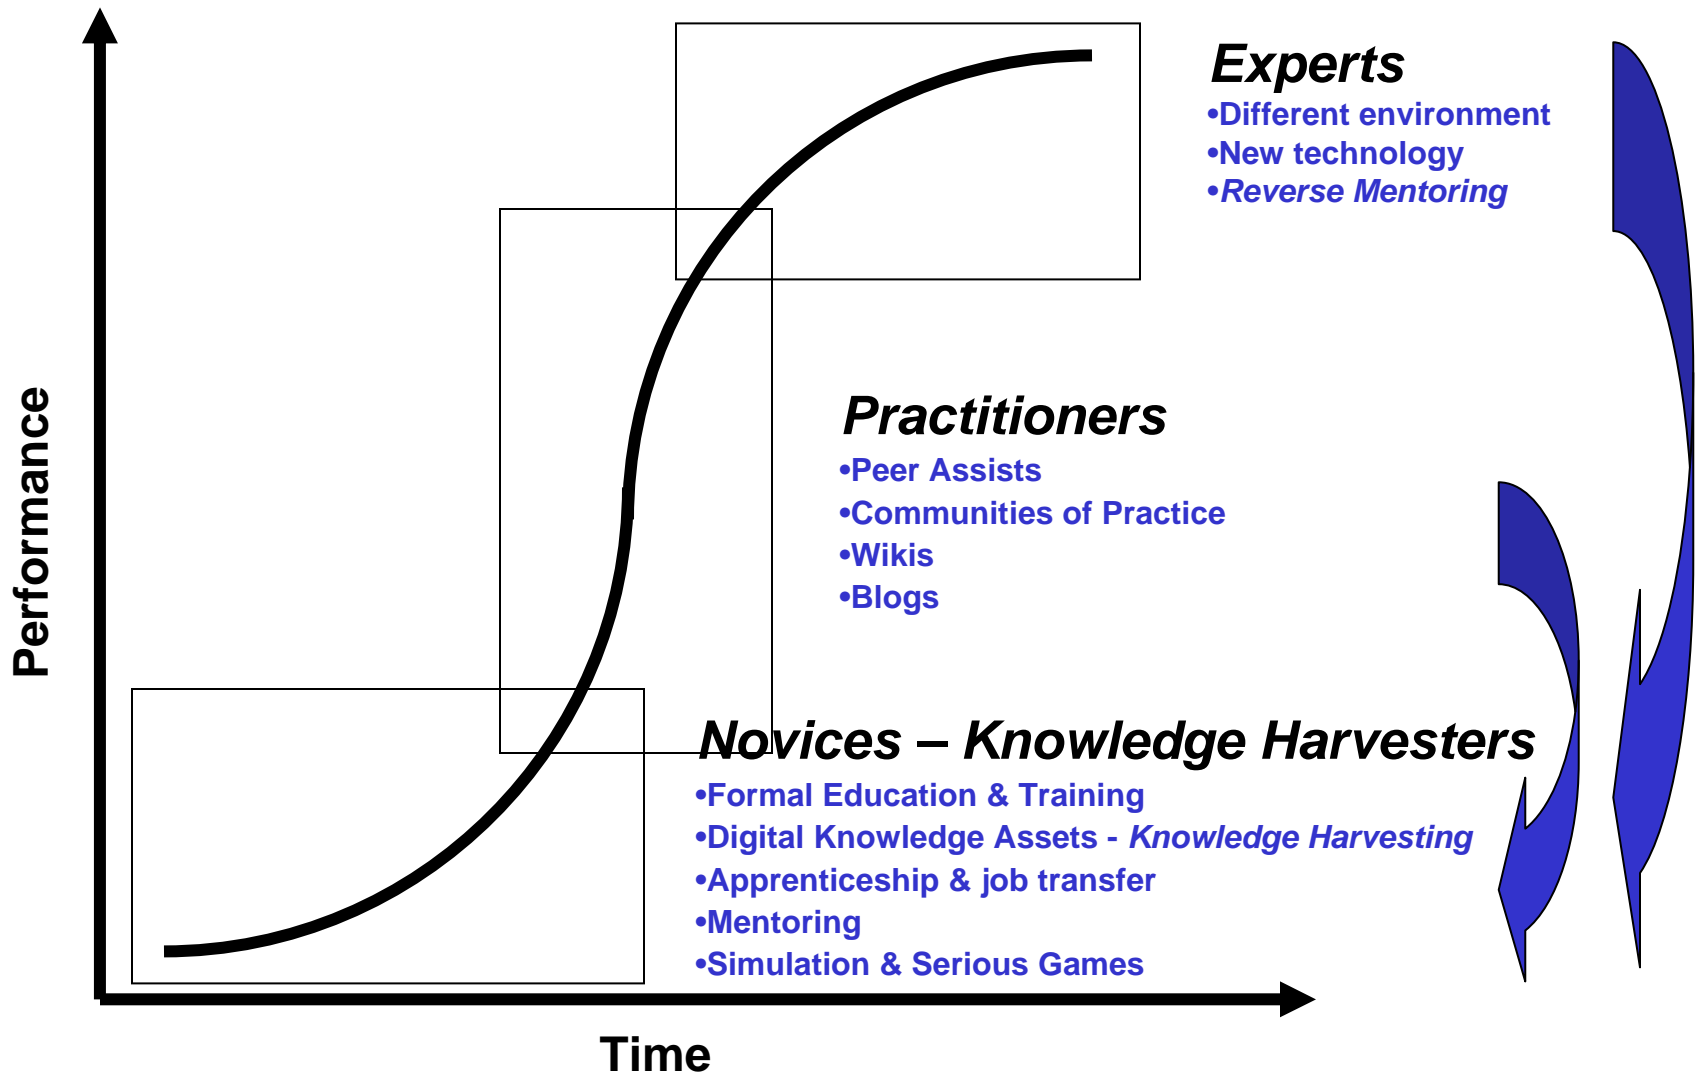 Experts
•Different environment
•New technology
•Reverse Mentoring
Performance
Practitioners
•Peer Assists
•Communities of Practice
•Wikis
•Blogs
Novices – Knowledge Harvesters
•Formal Education & Training
•Digital Knowledge Assets - Knowledge Harvesting
•Apprenticeship & job transfer
•Mentoring
•Simulation & Serious Games
Time